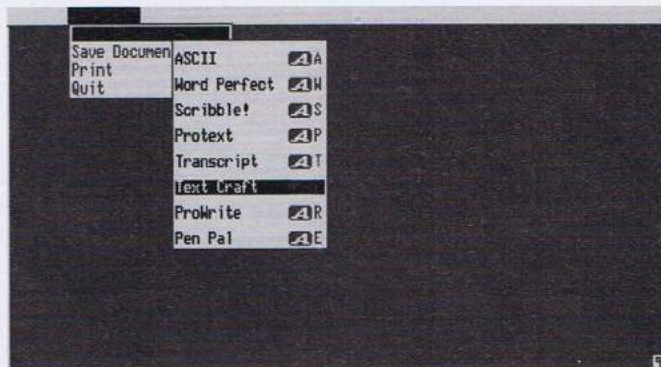 Save Documen
Print
Quit
ASCII A A
Word Perfect A W
Scribble! A S
Protext A P
Transcript A T
Text Craft
ProWrite A R
Pen Pal A E